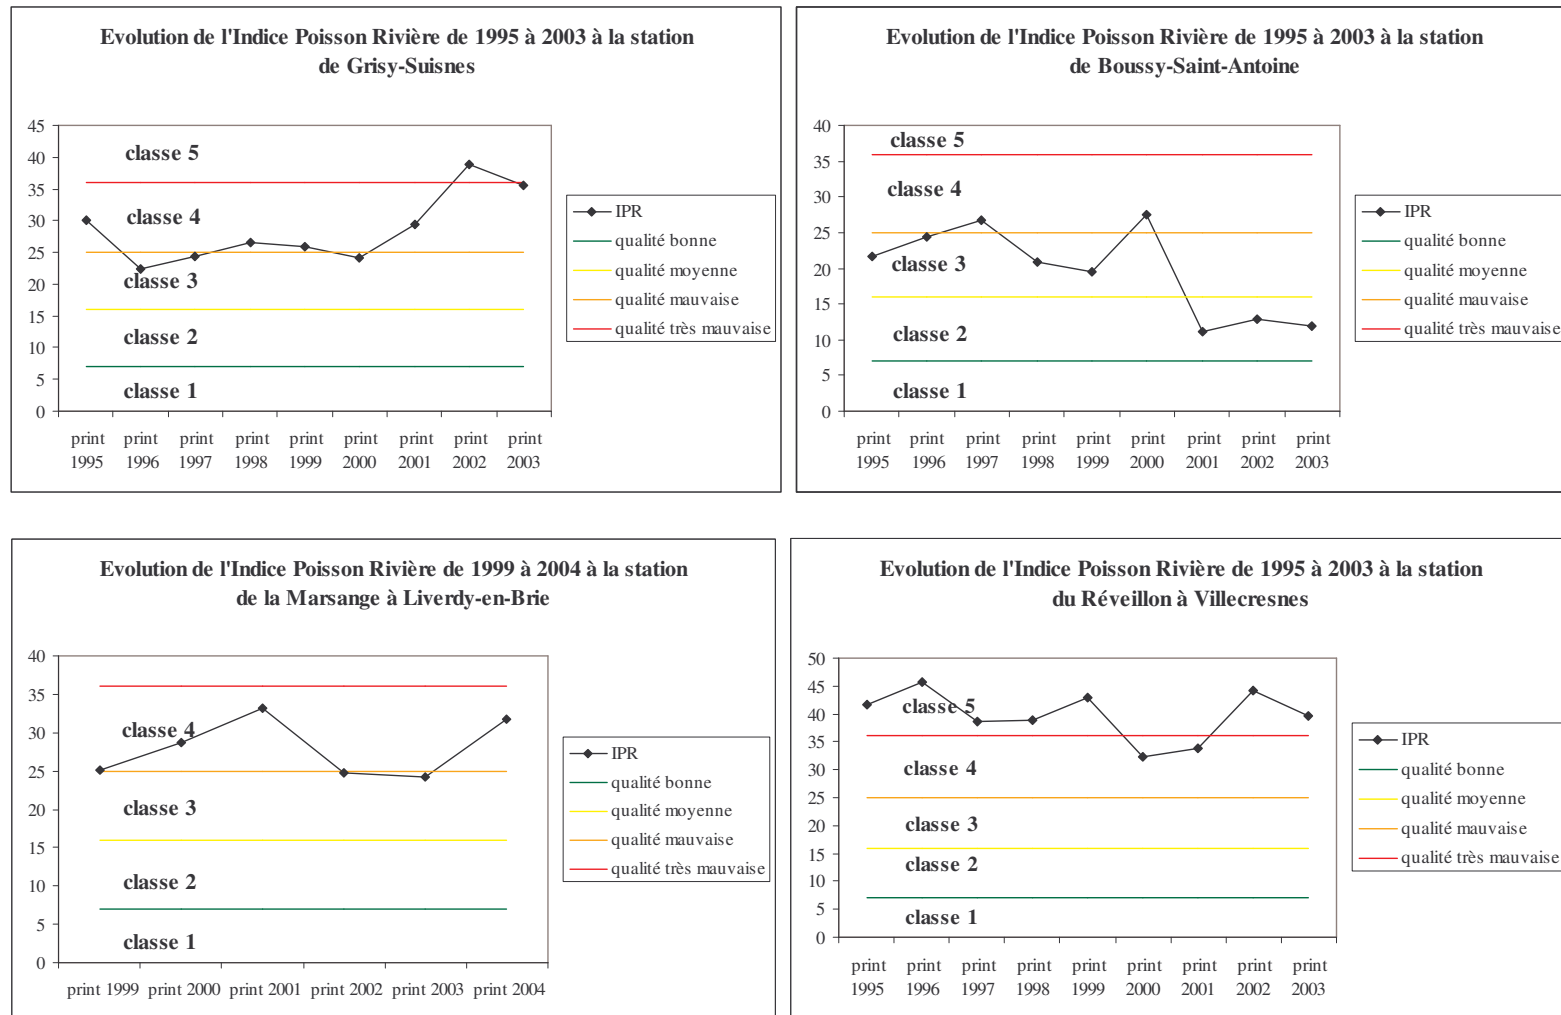 Evolution de l'Indice Poisson Rivière de 1995 à 2003 à la station
de Grisy-Suisnes
45
40
35
30
25
20
15
10
5
0
classe 5
classe 4
classe 3
classe 2
classe 1
print print print print print print print print print
1995 1996 1997 1998 1999 2000 2001 2002 2003
IPR
qualité bonne
qualité moyenne
qualité mauvaise
qualité très mauvaise
Evolution de l'Indice Poisson Rivière de 1995 à 2003 à la station
de Boussy-Saint-Antoine
40
35
30
25
20
15
10
5
0
classe 5
classe 4
classe 3
classe 2
classe 1
print print print print print print print print print
1995 1996 1997 1998 1999 2000 2001 2002 2003
IPR
qualité bonne
qualité moyenne
qualité mauvaise
qualité très mauvaise
Evolution de l'Indice Poisson Rivière de 1999 à 2004 à la station
de la Marsange à Liverdy-en-Brie
40
35
30
25
20
15
10
5
0
classe 4
classe 3
classe 2
classe 1
print 1999 print 2000 print 2001 print 2002 print 2003 print 2004
IPR
qualité bonne
qualité moyenne
qualité mauvaise
qualité très mauvaise
Evolution de l'Indice Poisson Rivière de 1995 à 2003 à la station
du Réveillon à Villecresnes
50
45
40
35
30
25
20
15
10
5
0
classe 5
classe 4
classe 3
classe 2
classe 1
print print print print print print print print print
1995 1996 1997 1998 1999 2000 2001 2002 2003
IPR
qualité bonne
qualité moyenne
qualité mauvaise
qualité très mauvaise